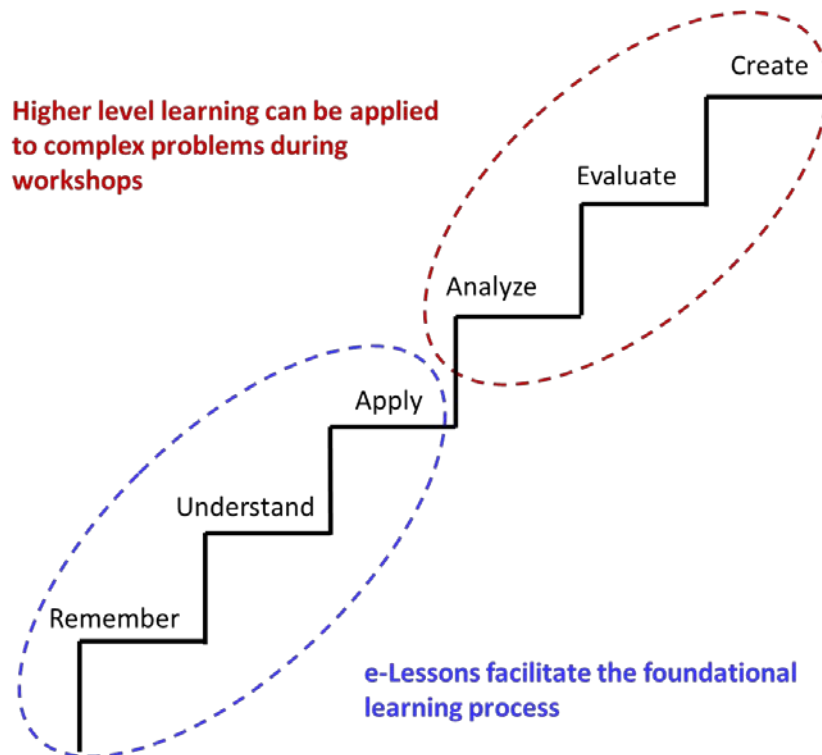 Create
Higher level learning can be applied
to complex problems during
workshops
Evaluate
Analyze
Apply
Understand
Remember
e-Lessons facilitate the foundational
learning process